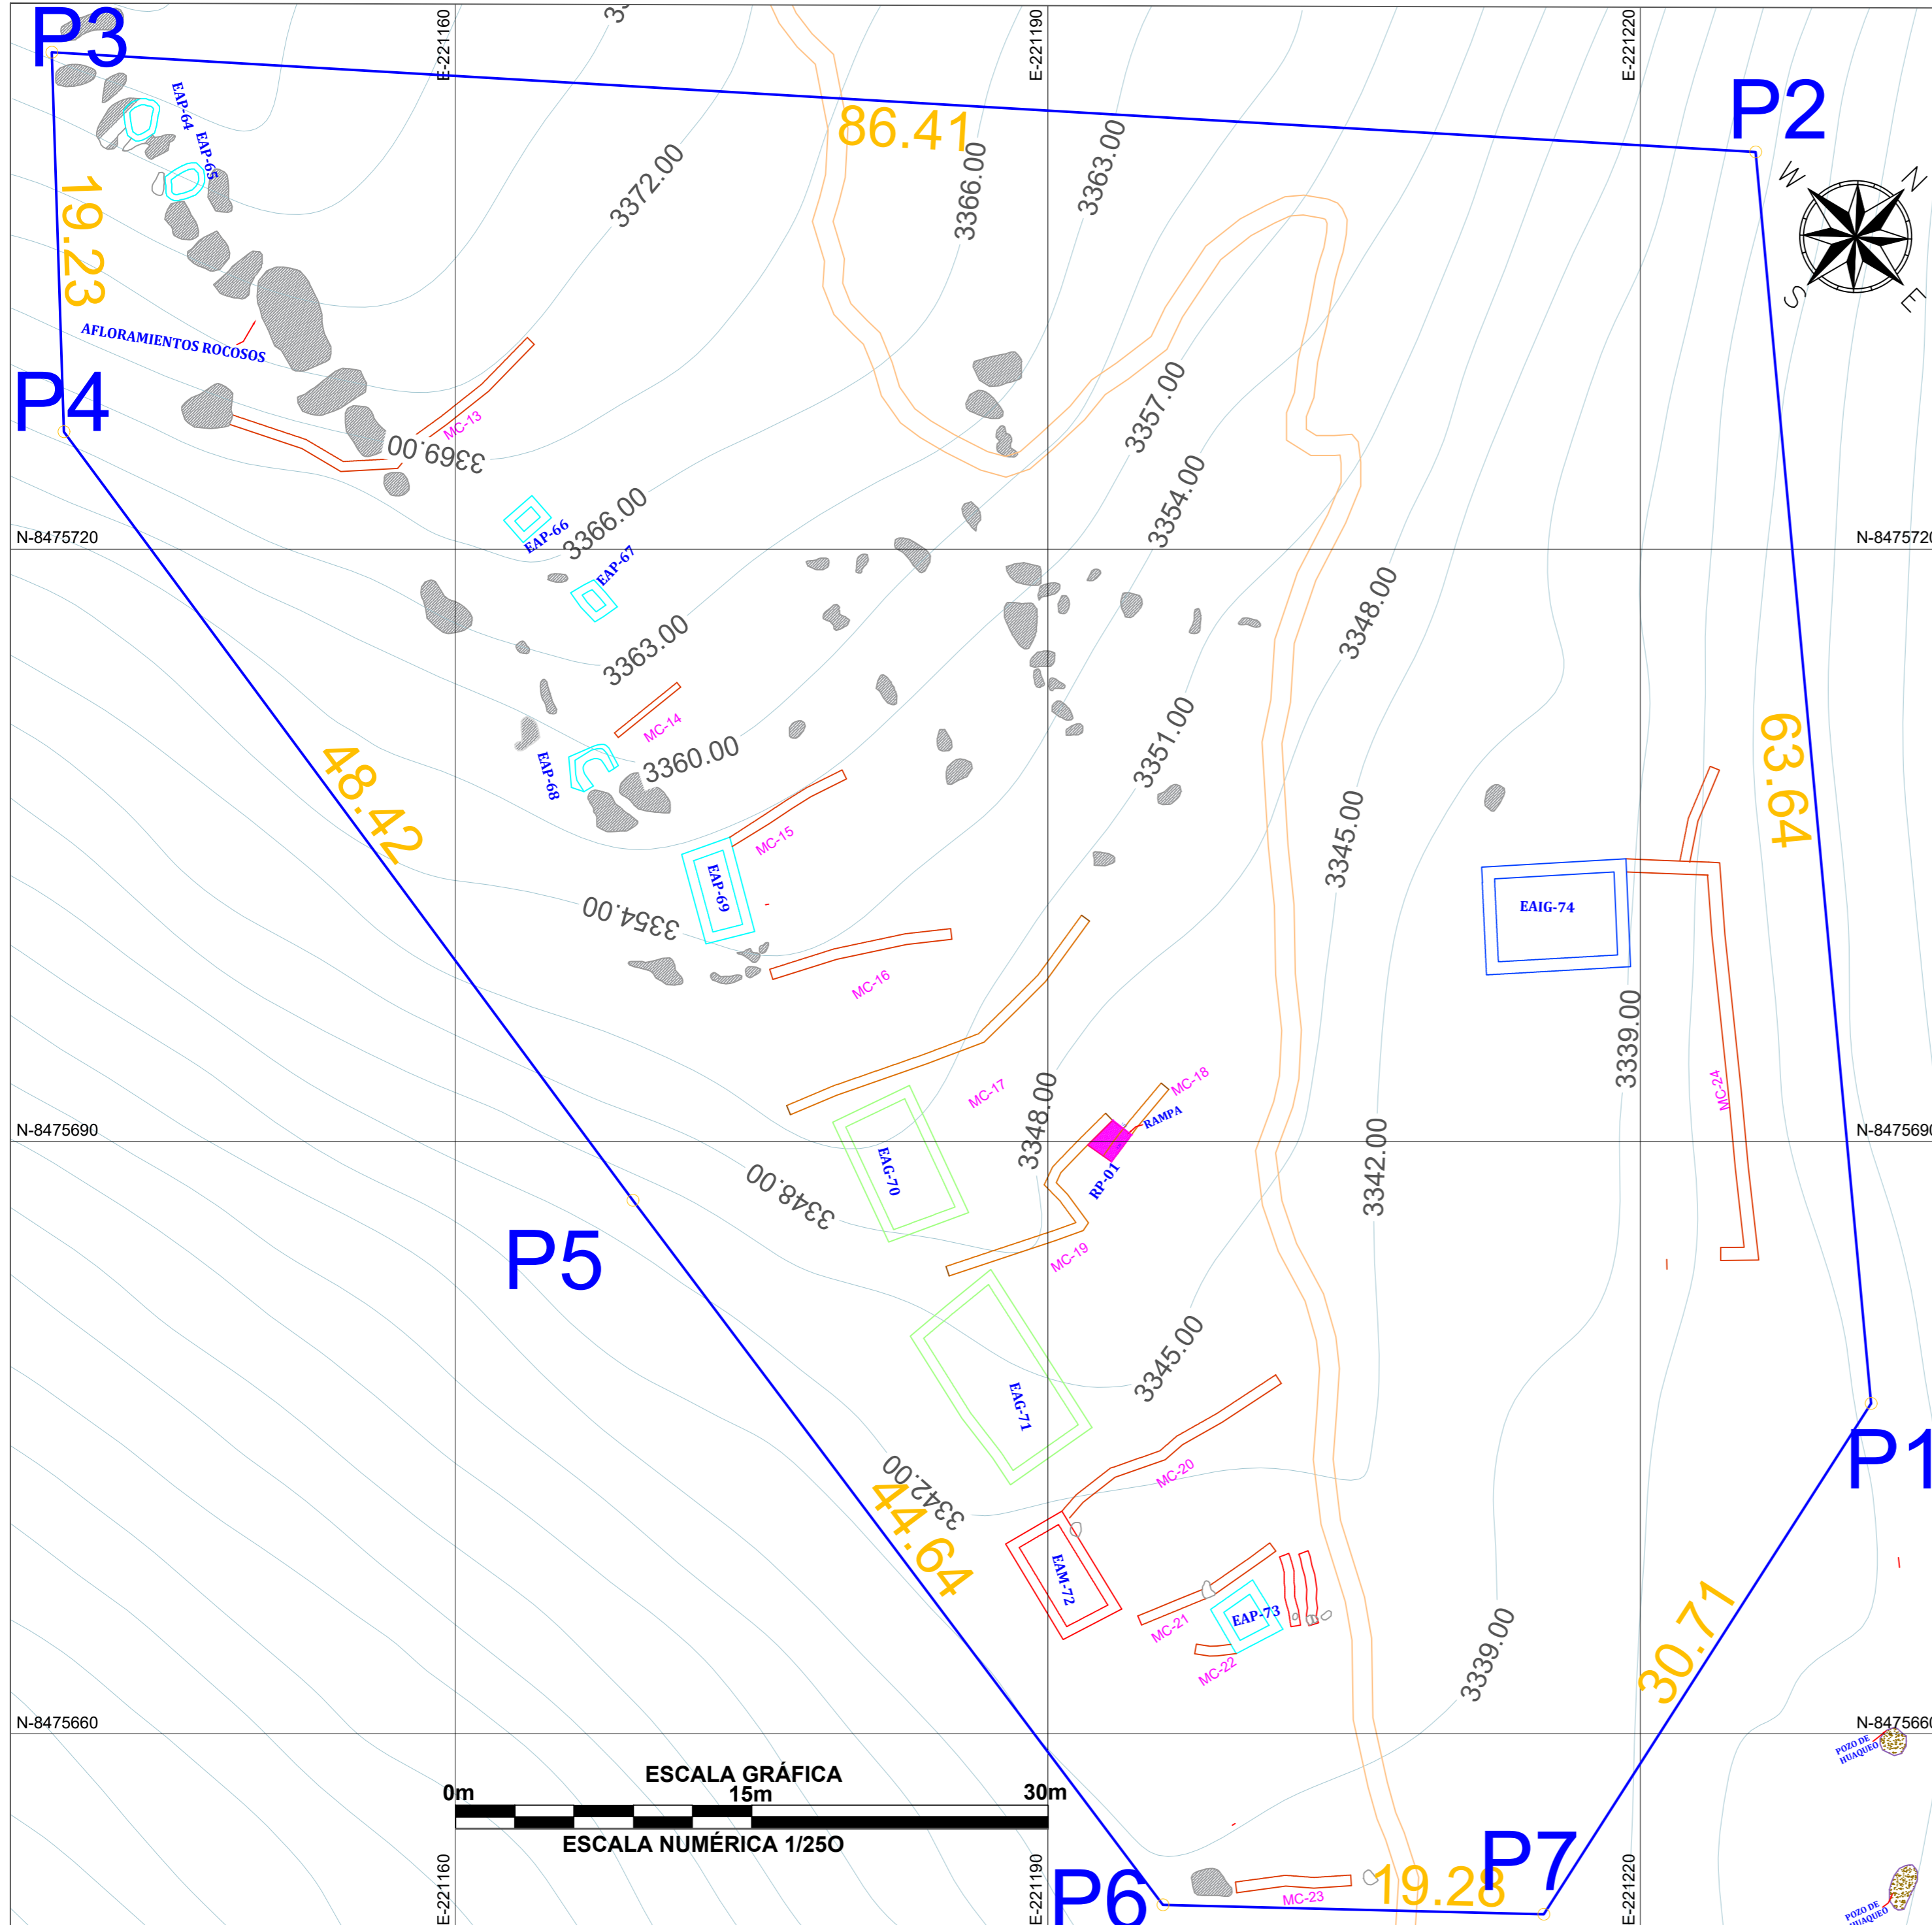 P3
E-221160
E-221190
E-221220
P2
86.41
3363.00
3366.00
3372.00
EAP-64
EAP-65
19.23
W
N
S
E
AFLORAMIENTOS ROCOSOS
P4
MC-13
3369.00
3357.00
3354.00
EAP-66
3366.00
EAP-67
N-8475720
N-8475720
3348.00
3363.00
MC-14
3360.00
EAP-68
3351.00
63.64
48.42
MC-15
3345.00
EAP-69
3354.00
EAIG-74
MC-16
3339.00
MC-17
MC-18
RAMPA
3348.00
MC-24
N-8475690
N-8475690
EAG-70
RP-01
3342.00
3348.00
P5
MC-19
3345.00
EAG-71
P1
MC-20
3342.00
44.64
EAM-72
EAP-73
MC-21
MC-22
3339.00
30.71
N-8475660
N-8475660
POZO DE
HUAQUEO
ESCALA GRÁFICA
0m
15m
30m
ESCALA NUMÉRICA 1/25O
E-221160
E-221190
E-221220
P6
P7
19.28
MC-23
POZO DE
HUAQUEO